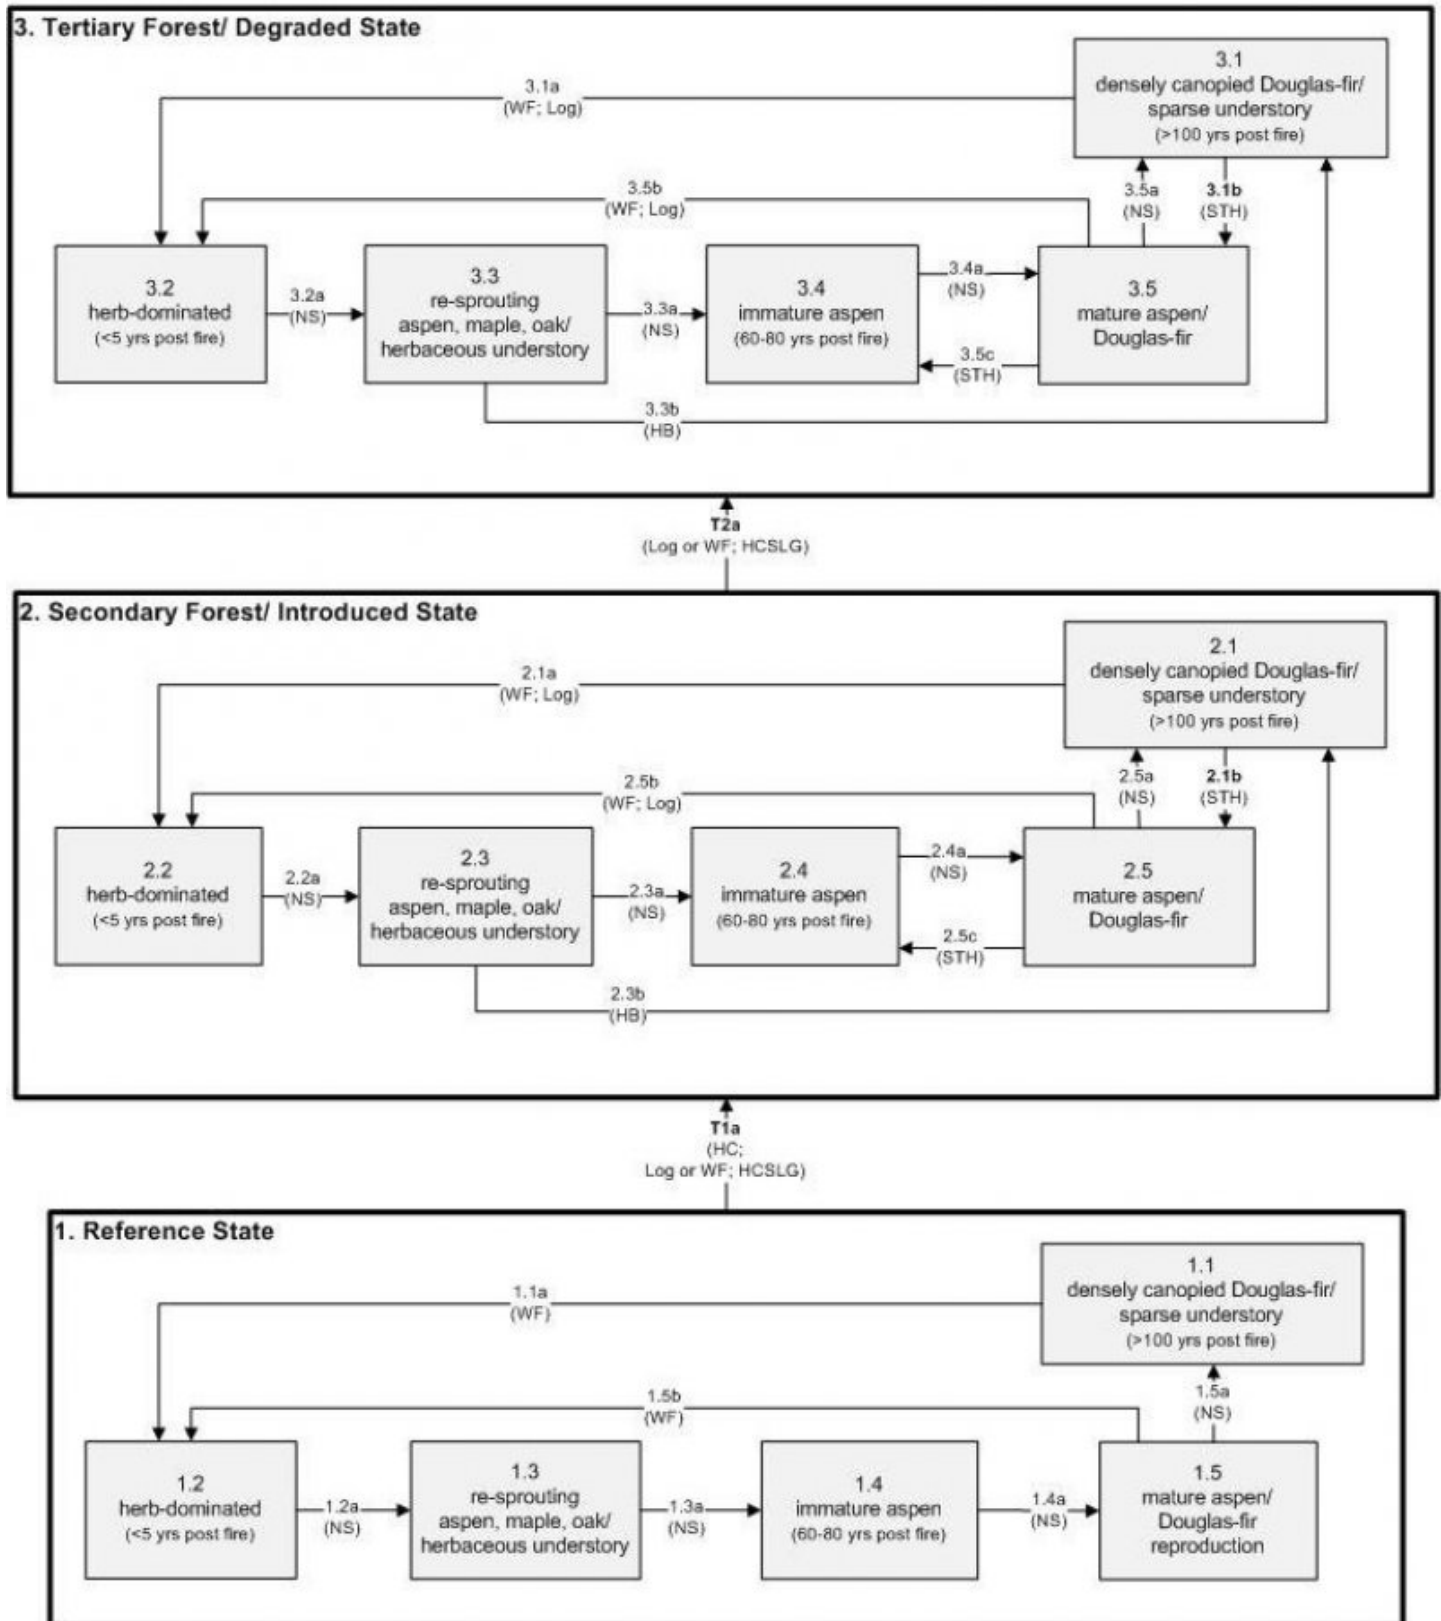 3. Tertiary Forest/ Degraded State
3.1
densely canopied Douglas-fir/
sparse understory
(>100 yrs post fire)
3.1a
(WF; Log)
3.5b
(WF; Log)
3.5a
(NS)
3.1b
(STH)
3.2
herb-dominated
(<5 yrs post fire)
3.2a
(NS)
3.3
re-sprouting
aspen, maple, oak/
herbaceous understory
3.3a
(NS)
3.4
immature aspen
(60-80 yrs post fire)
3.4a
(NS)
3.5c
(STH)
3.5
mature aspen/
Douglas-fir
3.3b
(HB)
T2a
(Log or WF; HCSLG)
2. Secondary Forest/ Introduced State
2.1
densely canopied Douglas-fir/
sparse understory
(>100 yrs post fire)
2.1a
(WF; Log)
2.5b
(WF; Log)
2.5a
(NS)
2.1b
(STH)
2.2
herb-dominated
(<5 yrs post fire)
2.2a
(NS)
2.3
re-sprouting
aspen, maple, oak/
herbaceous understory
2.3a
(NS)
2.4
immature aspen
(60-80 yrs post fire)
2.4a
(NS)
2.5c
(STH)
2.5
mature aspen/
Douglas-fir
2.3b
(HB)
T1a
(HC;
Log or WF; HCSLG)
1. Reference State
1.1
densely canopied Douglas-fir/
sparse understory
(>100 yrs post fire)
1.1a
(WF)
1.5b
(WF)
1.5a
(NS)
1.2
herb-dominated
(<5 yrs post fire)
1.2a
(NS)
1.3
re-sprouting
aspen, maple, oak/
herbaceous understory
1.3a
(NS)
1.4
immature aspen
(60-80 yrs post fire)
1.4a
(NS)
1.5
mature aspen/
Douglas-fir
reproduction